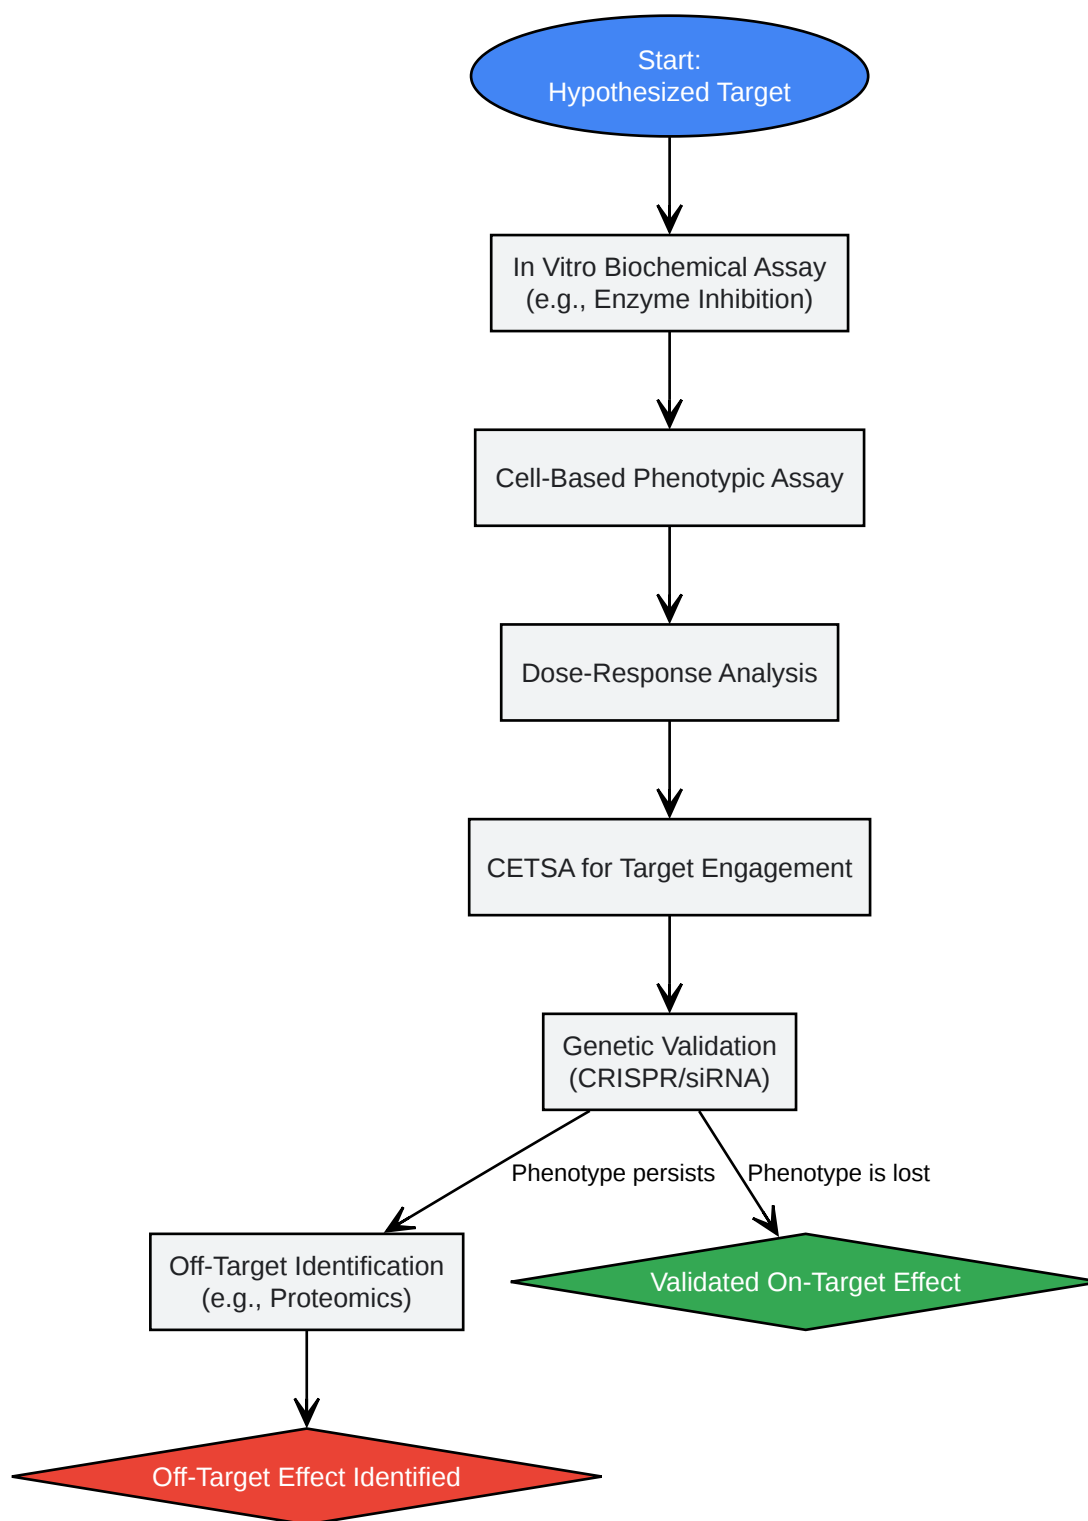 Start:
Hypothesized Target
In Vitro Biochemical Assay
(e.g., Enzyme Inhibition)
Cell-Based Phenotypic Assay
Dose-Response Analysis
CETSA for Target Engagement
Genetic Validation
(CRISPR/siRNA)
Phenotype persists
Phenotype is lost
Off-Target Identification
(e.g., Proteomics)
Validated On-Target Effect
Off-Target Effect Identified